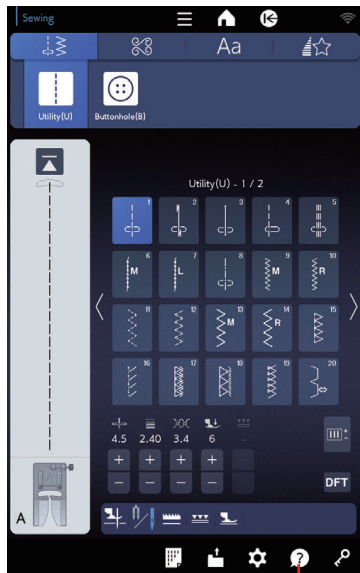 Sewing
Aa
Utility(U) Buttonhole(B)
Utility(U) - 1 / 2
1 2 3 4 5
6 M 7 L 8 9 M 10 R
11 12 13 M 14 R 15
16 17 18 19 20
4.5 2.40 3.4 6 -
+ + + +
− − − −
DFT
A
?